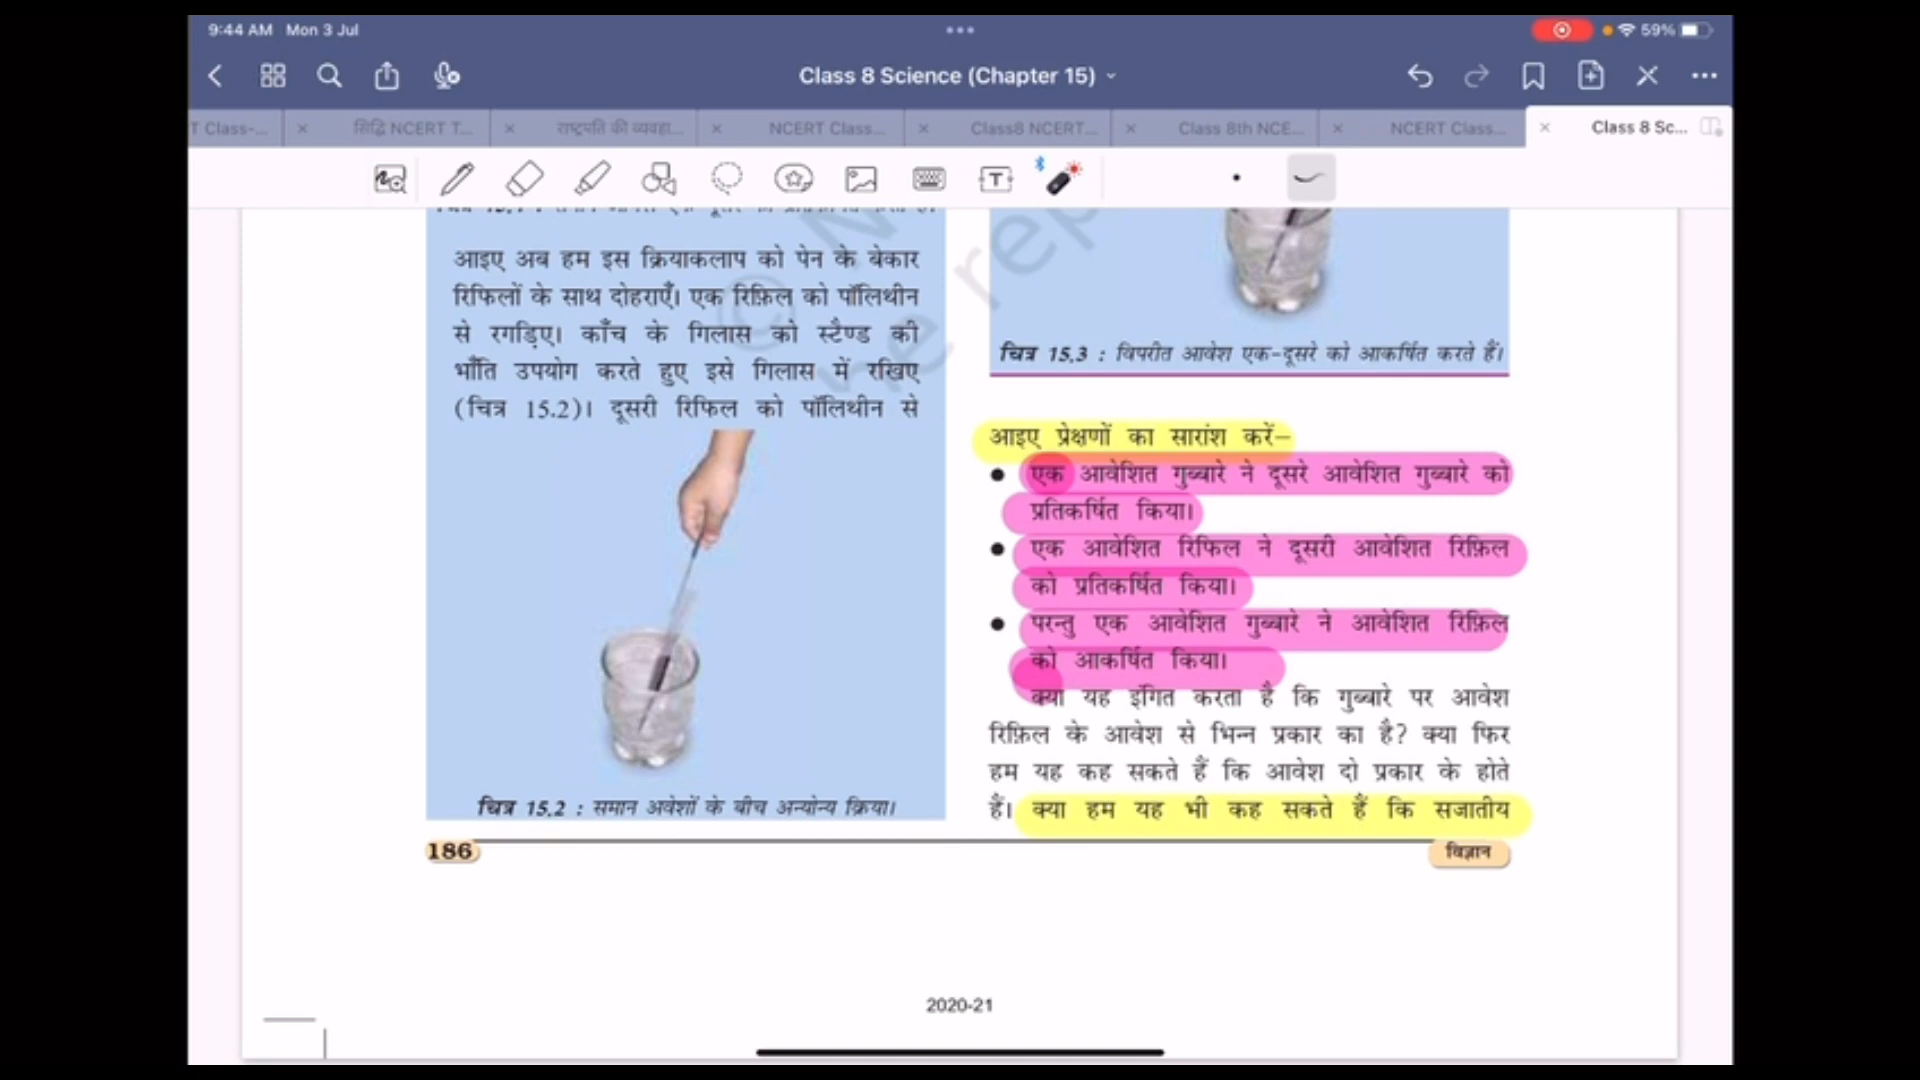 9:44 AM Mon 3 Jul
59%
Class 8 Science (Chapter 15)
T Class-...
सिद्धि NCERT T...
राष्ट्रपति की व्यवहा...
NCERT Class...
Class8 NCERT...
Class 8th NCE...
NCERT Class...
Class 8 Sc...
आइए अब हम इस क्रियाकलाप को पेन के बेकार
रिफिलों के साथ दोहराएँ। एक रिफ़िल को पॉलिथीन
से रगड़िए। काँच के गिलास को स्टैण्ड की
भाँति उपयोग करते हुए इसे गिलास में रखिए
(चित्र 15.2)। दूसरी रिफिल को पॉलिथीन से
चित्र 15.2 : समान अवेशों के बीच अन्योन्य क्रिया।
186
चित्र 15.3 : विपरीत आवेश एक-दूसरे को आकर्षित करते हैं।
आइए प्रेक्षणों का सारांश करें–
● एक आवेशित गुब्बारे ने दूसरे आवेशित गुब्बारे को
प्रतिकर्षित किया।
● एक आवेशित रिफिल ने दूसरी आवेशित रिफ़िल
को प्रतिकर्षित किया।
● परन्तु एक आवेशित गुब्बारे ने आवेशित रिफ़िल
को आकर्षित किया।
क्या यह इंगित करता है कि गुब्बारे पर आवेश
रिफ़िल के आवेश से भिन्न प्रकार का है? क्या फिर
हम यह कह सकते हैं कि आवेश दो प्रकार के होते
हैं। क्या हम यह भी कह सकते हैं कि सजातीय
विज्ञान
2020-21